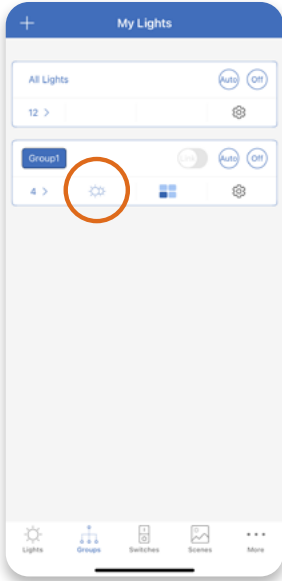 My Lights
All Lights
Auto
Off
12 >
Group1
Link
Auto
Off
4 >
Lights
Groups
Switches
Scenes
More